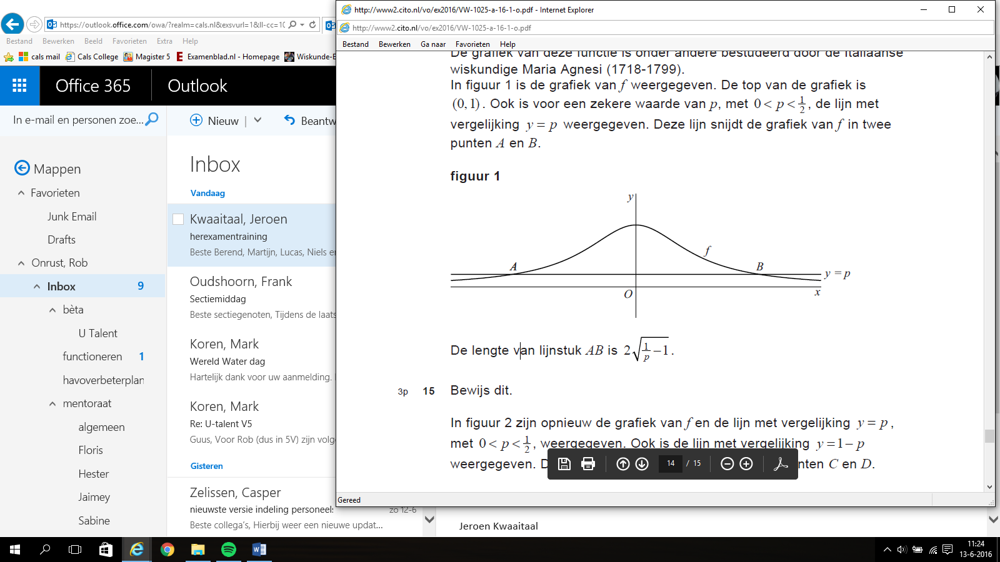 http://www2.cito.nl/vo/ex2016/VW-1025-a-16-1-o.pdf - Internet Explorer
https://outlook.office.com/owa/?realm=cals.nl&exsvurl=1&ll-cc=10
http://www2.cito.nl/vo/ex2016/VW-1025-a-16-1-o.pdf
Bestand Bewerken Beeld Favorieten Extra Help
Bestand Bewerken Ga naar Favorieten Help
cals mail Cals College Magister 5 Examenblad.nl - Homepage Wiskunde-E
Office 365 Outlook
In e-mail en personen zoe...
Nieuw | Beantw
Mappen
Favorieten
Junk Email
Drafts
Onrust, Rob
Inbox 9
bèta
U Talent
functioneren 1
havoverbeterplan
mentoraat
algemeen
Floris
Hester
Jaimey
Sabine
Inbox
Vandaag
Kwaaitaal, Jeroen
herexamentraining
Beste Berend, Martijn, Lucas, Niels en
Oudshoorn, Frank
Sectiemiddag
Beste sectiegenoten, Tijdens de laats
Koren, Mark
Wereld Water dag
Hartelijk dank voor uw aanmelding.
Koren, Mark
Re: U-talent V5
Guus, Voor Rob (dus in 5V) zijn volg
Gisteren
Zelissen, Casper
nieuwste versie indeling personeel zo 12-6
Beste collega's, Hierbij weer een nieuwe updat...
De grafiek van deze functie is onder andere bestudeerd door de Italiaanse
wiskundige Maria Agnesi (1718-1799).
In figuur 1 is de grafiek van f weergegeven. De top van de grafiek is
(0,1). Ook is voor een zekere waarde van p, met 0 < p < 1/2, de lijn met
vergelijking y = p weergegeven. Deze lijn snijdt de grafiek van f in twee
punten A en B.
figuur 1
y
f
A
B
y = p
O
x
De lengte van lijnstuk AB is 2√(1/p − 1).
3p 15 Bewijs dit.
In figuur 2 zijn opnieuw de grafiek van f en de lijn met vergelijking y = p,
met 0 < p < 1/2, weergegeven. Ook is de lijn met vergelijking y = 1 − p
weergegeven. D nten C en D.
14 / 15
Gereed
Jeroen Kwaaitaal
11:24
13-6-2016